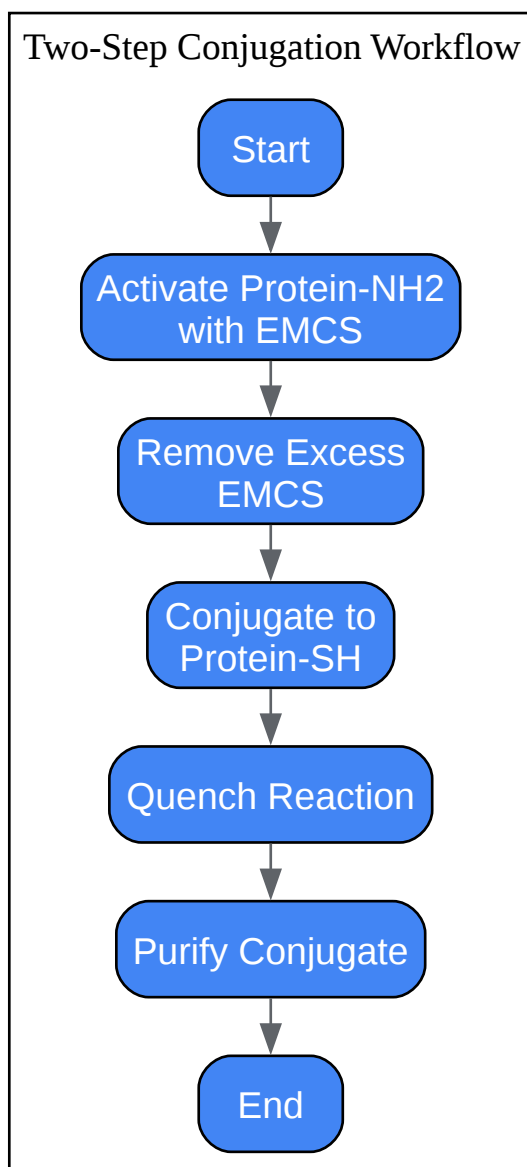 Two-Step Conjugation Workflow
Start
Activate Protein-NH2
with EMCS
Remove Excess
EMCS
Conjugate to
Protein-SH
Quench Reaction
Purify Conjugate
End